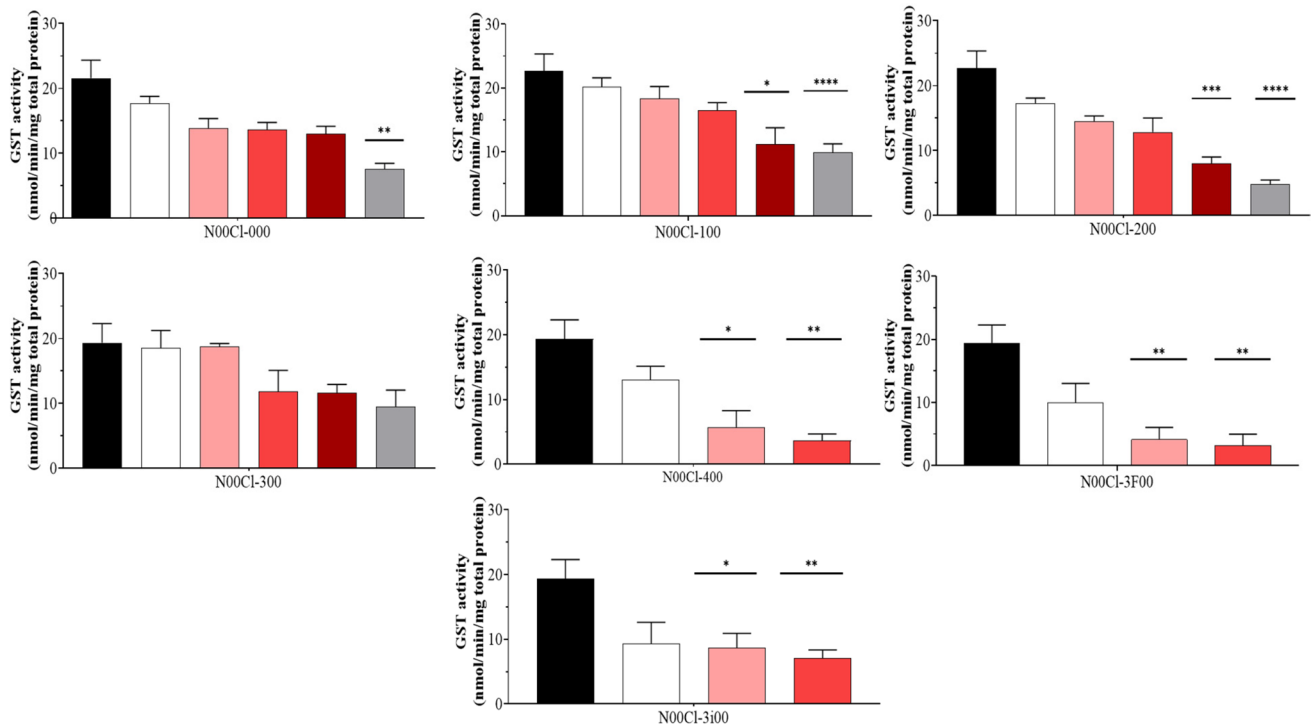 GST activity
(nmol/min/mg total protein)
30
20
10
0
**
N00Cl-000
GST activity
(nmol/min/mg total protein)
30
20
10
0
*
****
N00Cl-100
GST activity
(nmol/min/mg total protein)
30
20
10
0
***
****
N00Cl-200
GST activity
(nmol/min/mg total protein)
30
20
10
0
N00Cl-300
GST activity
(nmol/min/mg total protein)
30
20
10
0
*
**
N00Cl-400
GST activity
(nmol/min/mg total protein)
30
20
10
0
**
**
N00Cl-3F00
GST activity
(nmol/min/mg total protein)
30
20
10
0
*
**
N00Cl-3i00